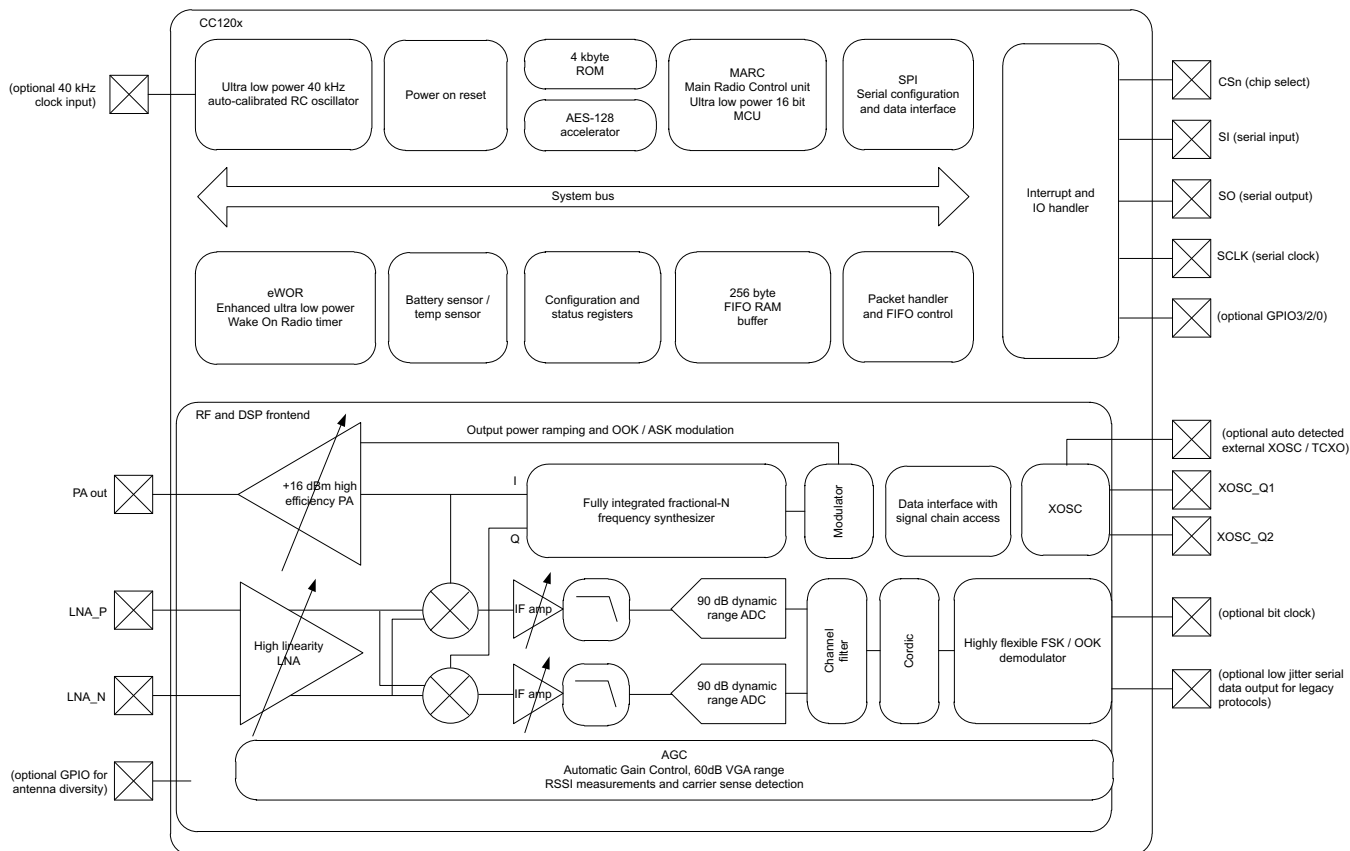 CC120x
(optional 40 kHz
clock input)
Ultra low power 40 kHz
auto-calibrated RC oscillator
Power on reset
4 kbyte
ROM
AES-128
accelerator
MARC
Main Radio Control unit
Ultra low power 16 bit
MCU
SPI
Serial configuration
and data interface
Interrupt and
IO handler
CSn (chip select)
SI (serial input)
SO (serial output)
SCLK (serial clock)
(optional GPIO3/2/0)
System bus
eWOR
Enhanced ultra low power
Wake On Radio timer
Battery sensor /
temp sensor
Configuration and
status registers
256 byte
FIFO RAM
buffer
Packet handler
and FIFO control
RF and DSP frontend
Output power ramping and OOK / ASK modulation
(optional auto detected
external XOSC / TCXO)
PA out
+16 dBm high
efficiency PA
I
Q
Fully integrated fractional-N
frequency synthesizer
Modulator
Data interface with
signal chain access
XOSC
XOSC_Q1
XOSC_Q2
LNA_P
LNA_N
High linearity
LNA
IF amp
90 dB dynamic
range ADC
IF amp
90 dB dynamic
range ADC
Channel
filter
Cordic
Highly flexible FSK / OOK
demodulator
(optional bit clock)
(optional low jitter serial
data output for legacy
protocols)
(optional GPIO for
antenna diversity)
AGC
Automatic Gain Control, 60dB VGA range
RSSI measurements and carrier sense detection